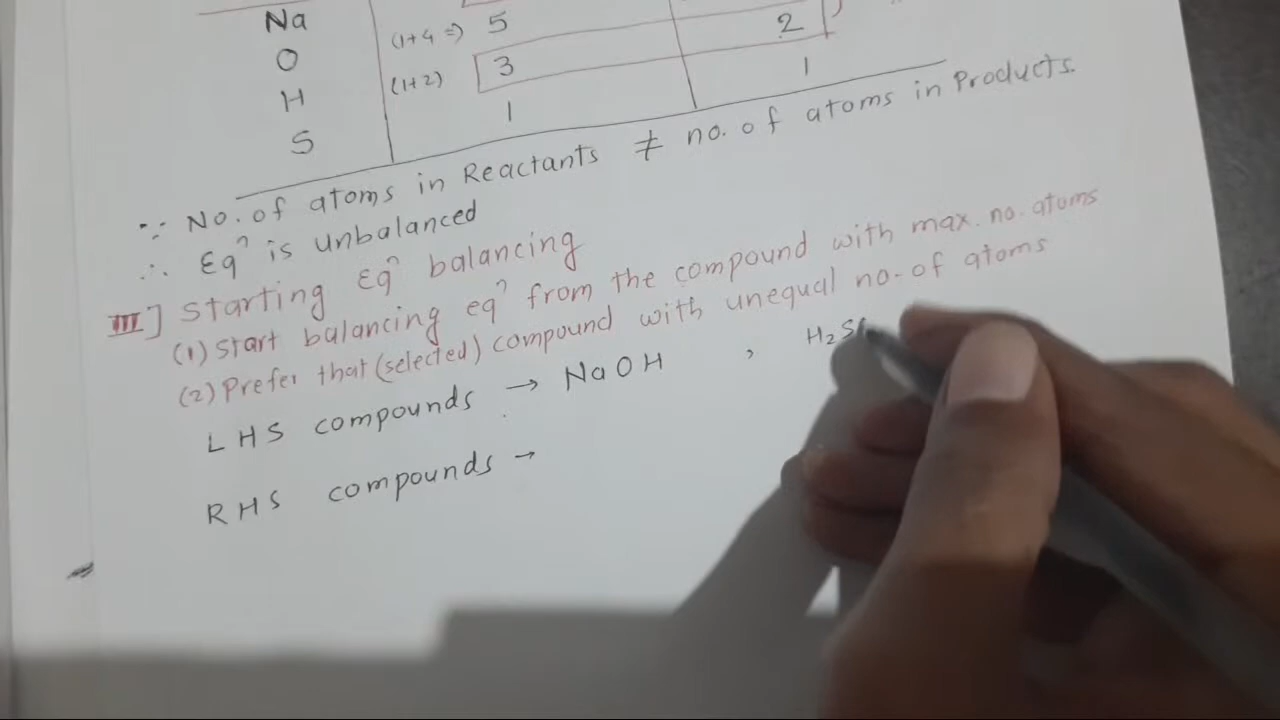 Na
O (1+4 =) 5 2
H (1+2) 3 1
S 1
∵ No. of atoms in Reactants ≠ no. of atoms in Products.
∴ Eqⁿ is unbalanced
III] Starting Eqⁿ balancing
(1) Start balancing eqⁿ from the compound with max. no. atoms
(2) Prefer that (selected) compound with unequal no. of atoms
LHS compounds → NaOH , H₂S
RHS compounds →